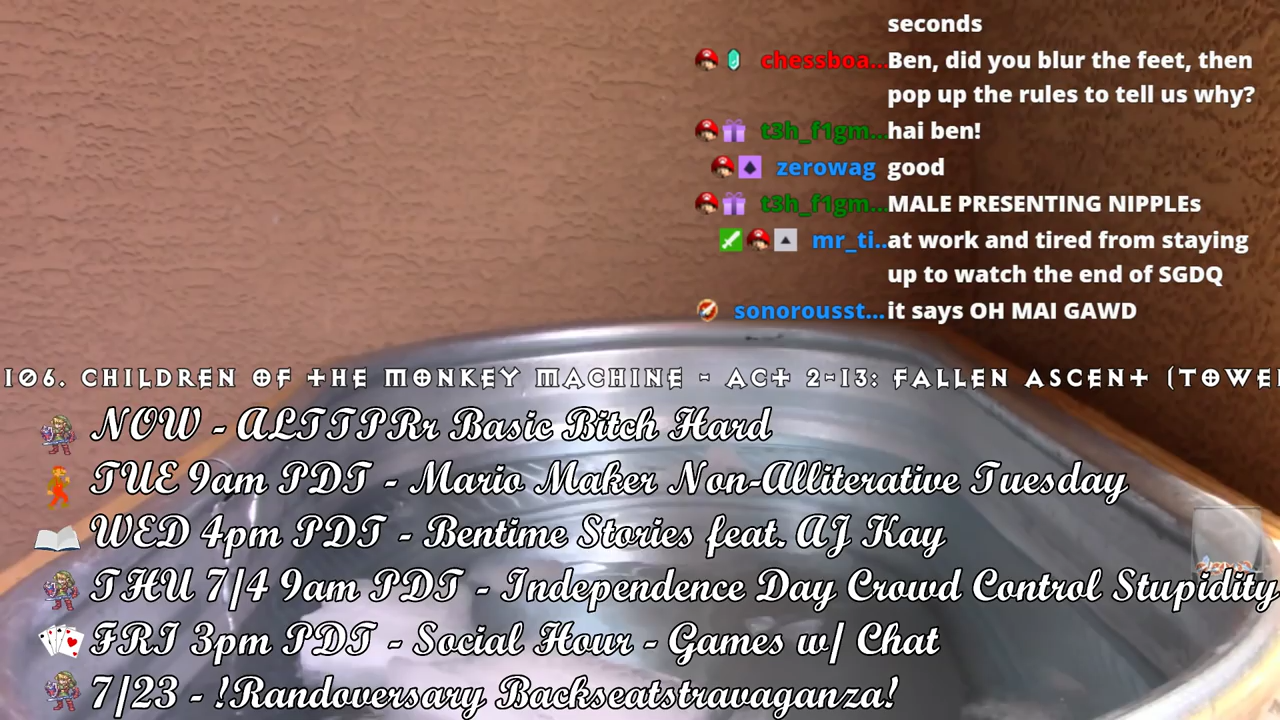 seconds
chessboa... Ben, did you blur the feet, then
pop up the rules to tell us why?
t3h_f1gm... hai ben!
zerowag good
t3h_f1gm... MALE PRESENTING NIPPLEs
mr_ti.. at work and tired from staying
up to watch the end of SGDQ
sonorousst... it says OH MAI GAWD
106. CHILDREN OF THE MONKEY MACHINE - ACT 2-13: FALLEN ASCENT (TOWE
NOW - ALTTPRr Basic Bitch Hard
TUE 9am PDT - Mario Maker Non-Alliterative Tuesday
WED 4pm PDT - Bentime Stories feat. AJ Kay
THU 7/4 9am PDT - Independence Day Crowd Control Stupidity
FRI 3pm PDT - Social Hour - Games w/ Chat
7/23 - !Randoversary Backseatstravaganza!